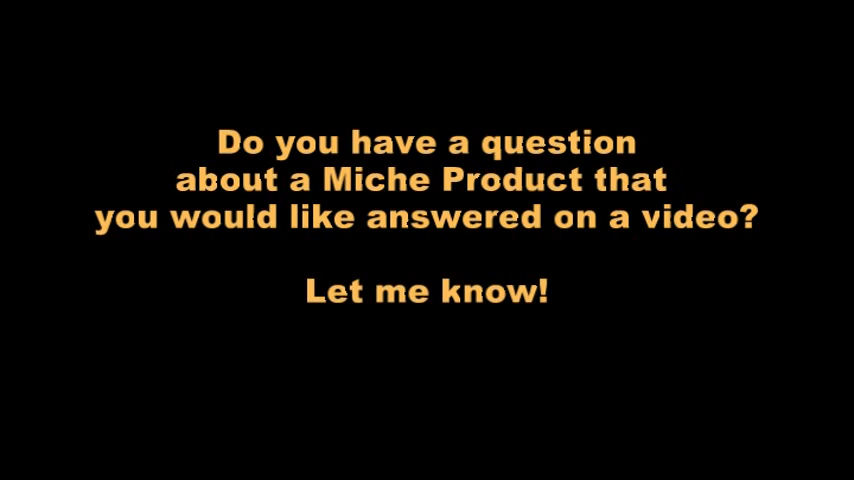 Do you have a question
about a Miche Product that
you would like answered on a video?
Let me know!